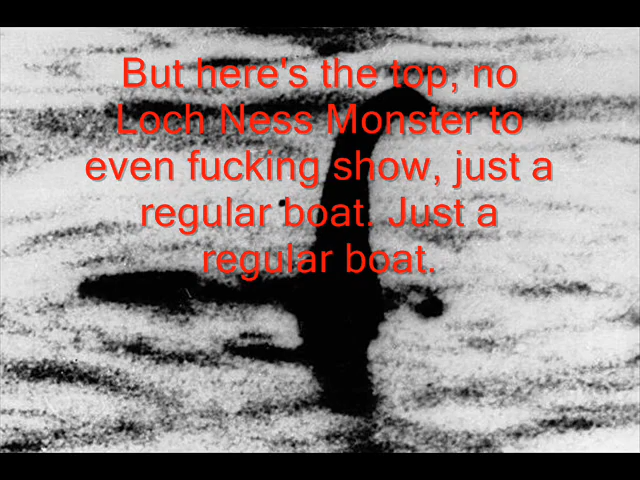 But here's the top, no
Loch Ness Monster to
even fucking show, just a
regular boat. Just a
regular boat.